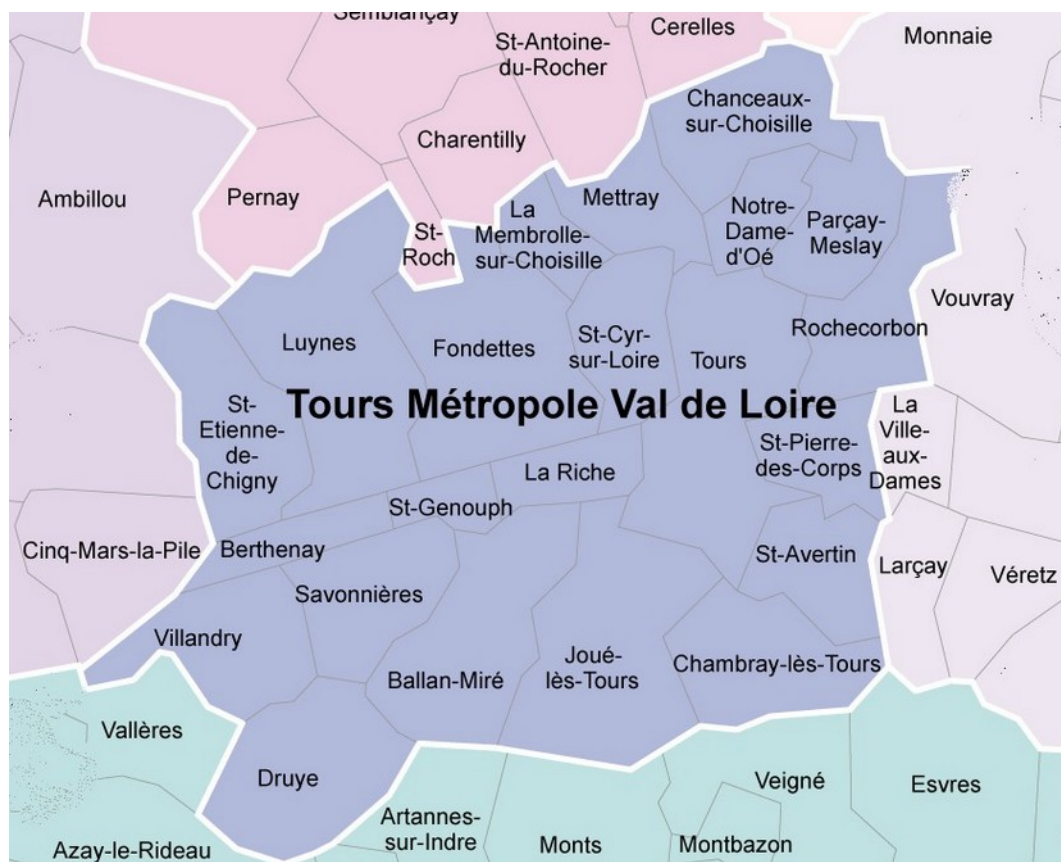 Semblançay
St-Antoine-
du-Rocher
Cerelles
Monnaie
Chanceaux-
sur-Choisille
Charentilly
Ambillou
Pernay
Mettray
La
Membrolle-
sur-Choisille
St-
Roch
Notre-
Dame-
d'Oé
Parçay-
Meslay
Vouvray
Luynes
Fondettes
St-Cyr-
sur-Loire
Tours
Rochecorbon
Tours Métropole Val de Loire
St-
Etienne-
de-
Chigny
La
Ville-
aux-
Dames
St-Pierre-
des-Corps
La Riche
St-Genouph
Cinq-Mars-la-Pile
Berthenay
St-Avertin
Larçay
Véretz
Savonnières
Villandry
Ballan-Miré
Joué-
lès-Tours
Chambray-lès-Tours
Vallères
Druye
Veigné
Esvres
Artannes-
sur-Indre
Azay-le-Rideau
Monts
Montbazon